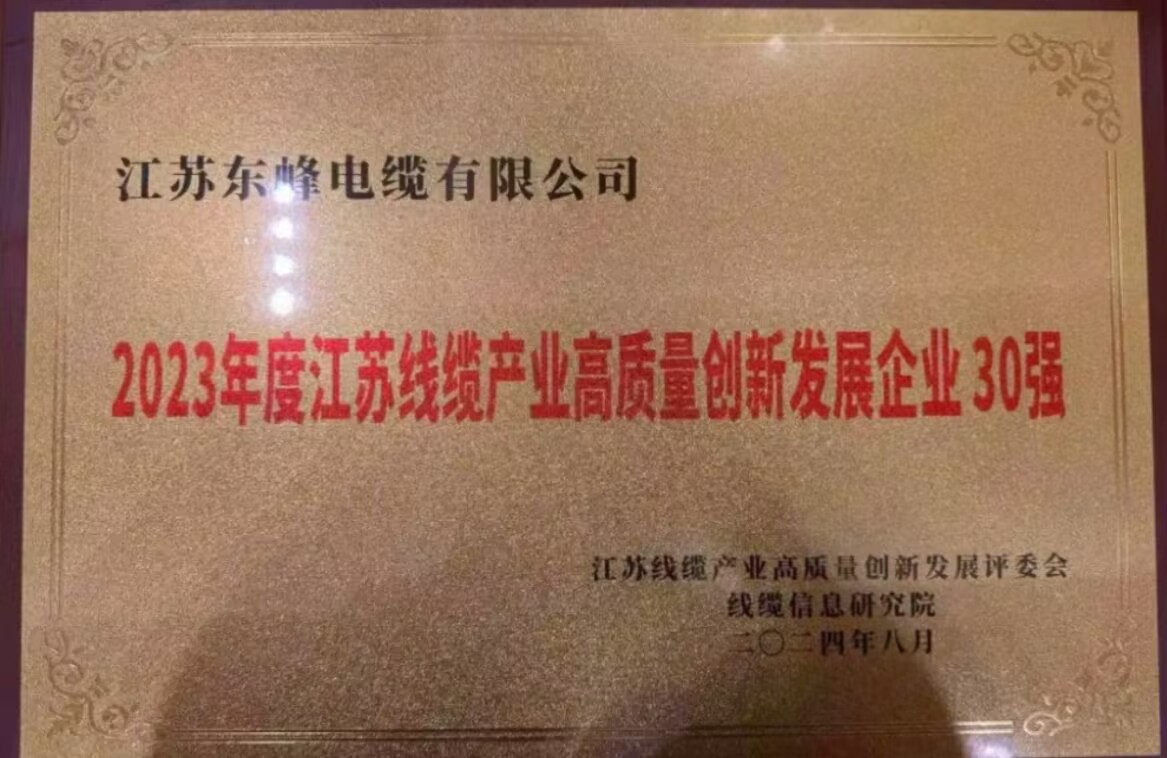 江苏东峰电缆有限公司
2023年度江苏线缆产业高质量创新发展企业30强
江苏线缆产业高质量创新发展评委会
线缆信息研究院
二〇二四年八月